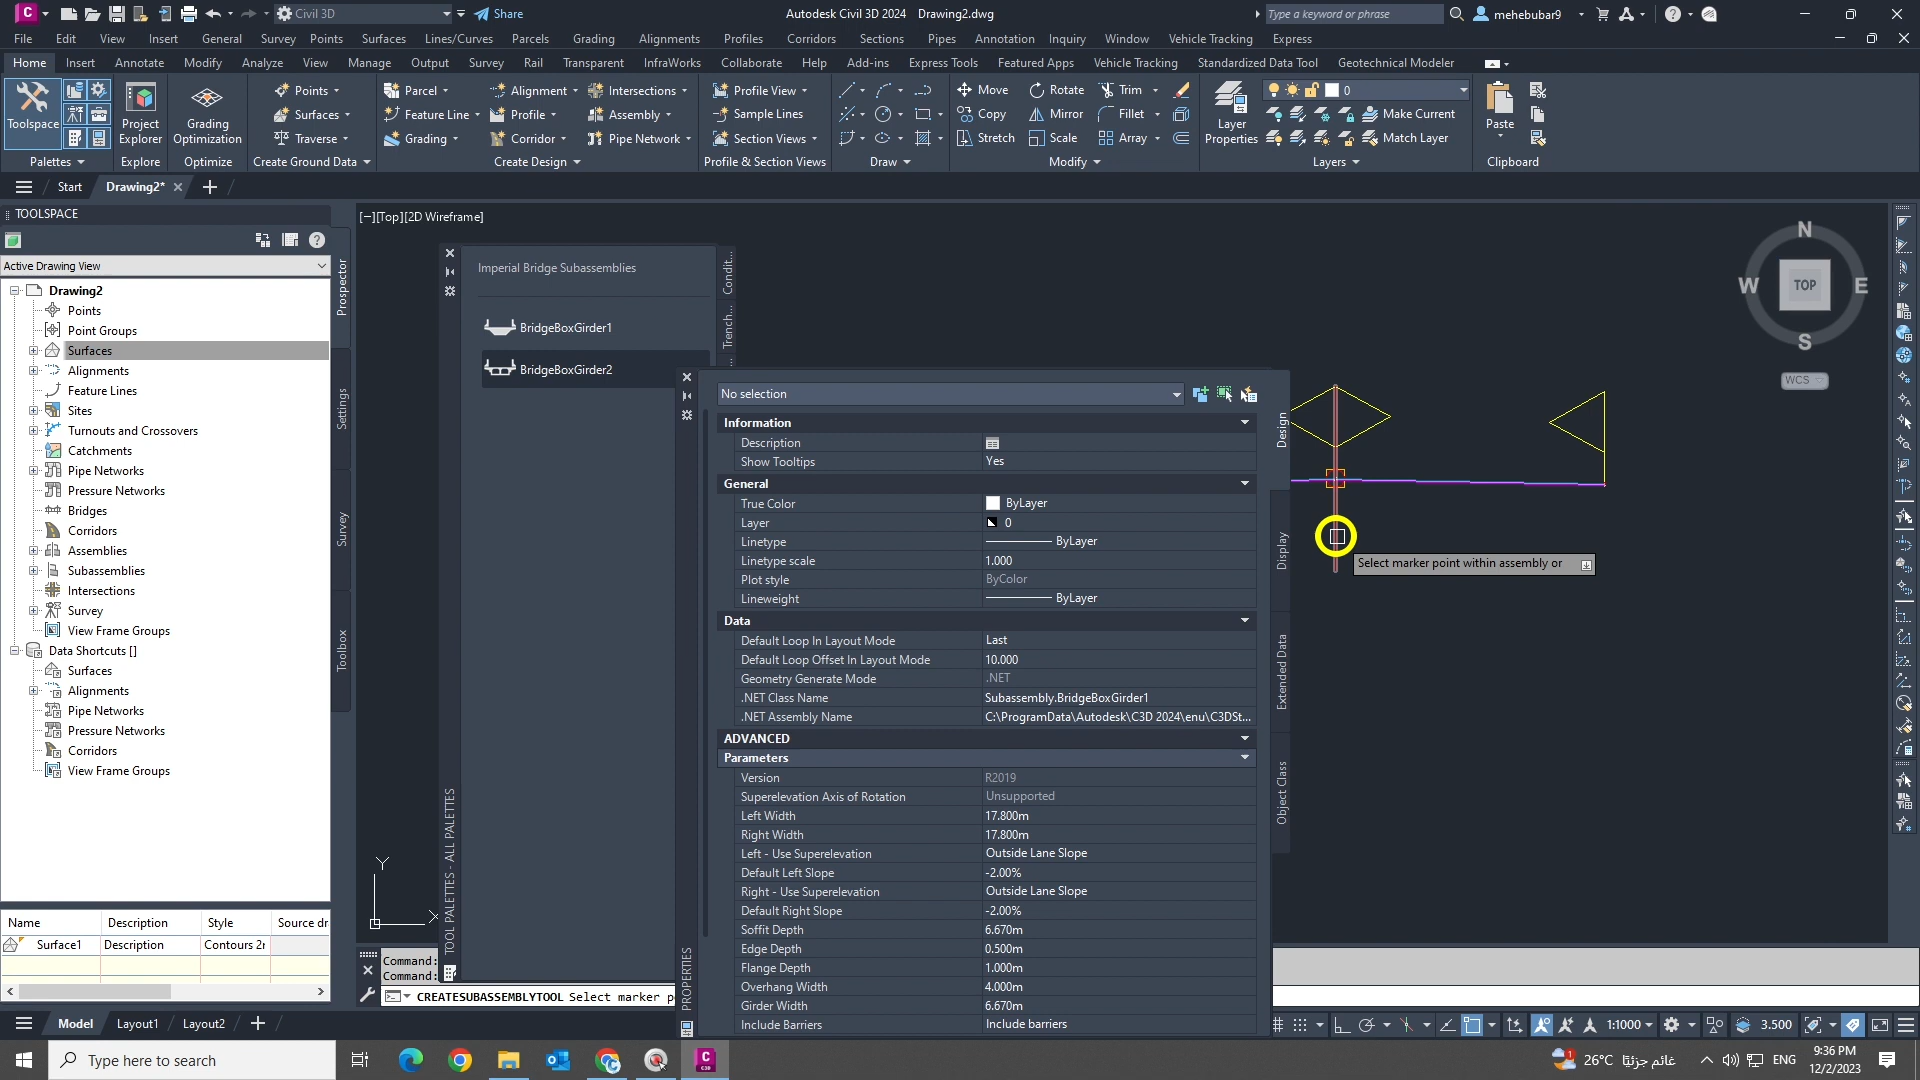 Civil 3D
Share
Autodesk Civil 3D 2024 Drawing2.dwg
Type a keyword or phrase
mehebubar9
File Edit View Insert General Survey Points Surfaces Lines/Curves Parcels Grading Alignments Profiles Corridors Sections Pipes Annotation Inquiry Window Vehicle Tracking Express
Home Insert Annotate Modify Analyze View Manage Output Survey Rail Transparent InfraWorks Collaborate Help Add-ins Express Tools Featured Apps Vehicle Tracking Standardized Data Tool Geotechnical Modeler
Toolspace
Palettes
Project Explorer
Explore
Grading Optimization
Optimize
Points
Surfaces
Traverse
Create Ground Data
Parcel
Feature Line
Grading
Alignment
Profile
Corridor
Intersections
Assembly
Pipe Network
Create Design
Profile View
Sample Lines
Section Views
Profile & Section Views
Draw
Move
Copy
Stretch
Rotate
Mirror
Scale
Trim
Fillet
Array
Modify
Layer Properties
0
Make Current
Match Layer
Layers
Paste
Clipboard
Start
Drawing2*
TOOLSPACE
Active Drawing View
Drawing2
Points
Point Groups
Surfaces
Alignments
Feature Lines
Sites
Turnouts and Crossovers
Catchments
Pipe Networks
Pressure Networks
Bridges
Corridors
Assemblies
Subassemblies
Intersections
Survey
View Frame Groups
Data Shortcuts []
Surfaces
Alignments
Pipe Networks
Pressure Networks
Corridors
View Frame Groups
Prospector
Settings
Survey
Toolbox
Name Description Style Source dr
Surface1 Description Contours 2r
[−][Top][2D Wireframe]
Imperial Bridge Subassemblies
BridgeBoxGirder1
BridgeBoxGirder2
Condit...
Trench...
TOOL PALETTES - ALL PALETTES
No selection
Information
Description
Show Tooltips Yes
General
True Color ByLayer
Layer 0
Linetype ByLayer
Linetype scale 1.000
Plot style ByColor
Lineweight ByLayer
Data
Default Loop In Layout Mode Last
Default Loop Offset In Layout Mode 10.000
Geometry Generate Mode .NET
.NET Class Name Subassembly.BridgeBoxGirder1
.NET Assembly Name C:\ProgramData\Autodesk\C3D 2024\enu\C3DSt...
ADVANCED
Parameters
Version R2019
Superelevation Axis of Rotation Unsupported
Left Width 17.800m
Right Width 17.800m
Left - Use Superelevation Outside Lane Slope
Default Left Slope -2.00%
Right - Use Superelevation Outside Lane Slope
Default Right Slope -2.00%
Soffit Depth 6.670m
Edge Depth 0.500m
Flange Depth 1.000m
Overhang Width 4.000m
Girder Width 6.670m
Include Barriers Include barriers
PROPERTIES
Design
Display
Extended Data
Object Class
Select marker point within assembly or
N
W
TOP
E
S
WCS
Y
X
Command:
Command:
CREATESUBASSEMBLYTOOL Select marker p
Model
Layout1
Layout2
1:1000
3.500
Type here to search
26°C
غائم جزئيًا
ENG
9:36 PM
12/2/2023